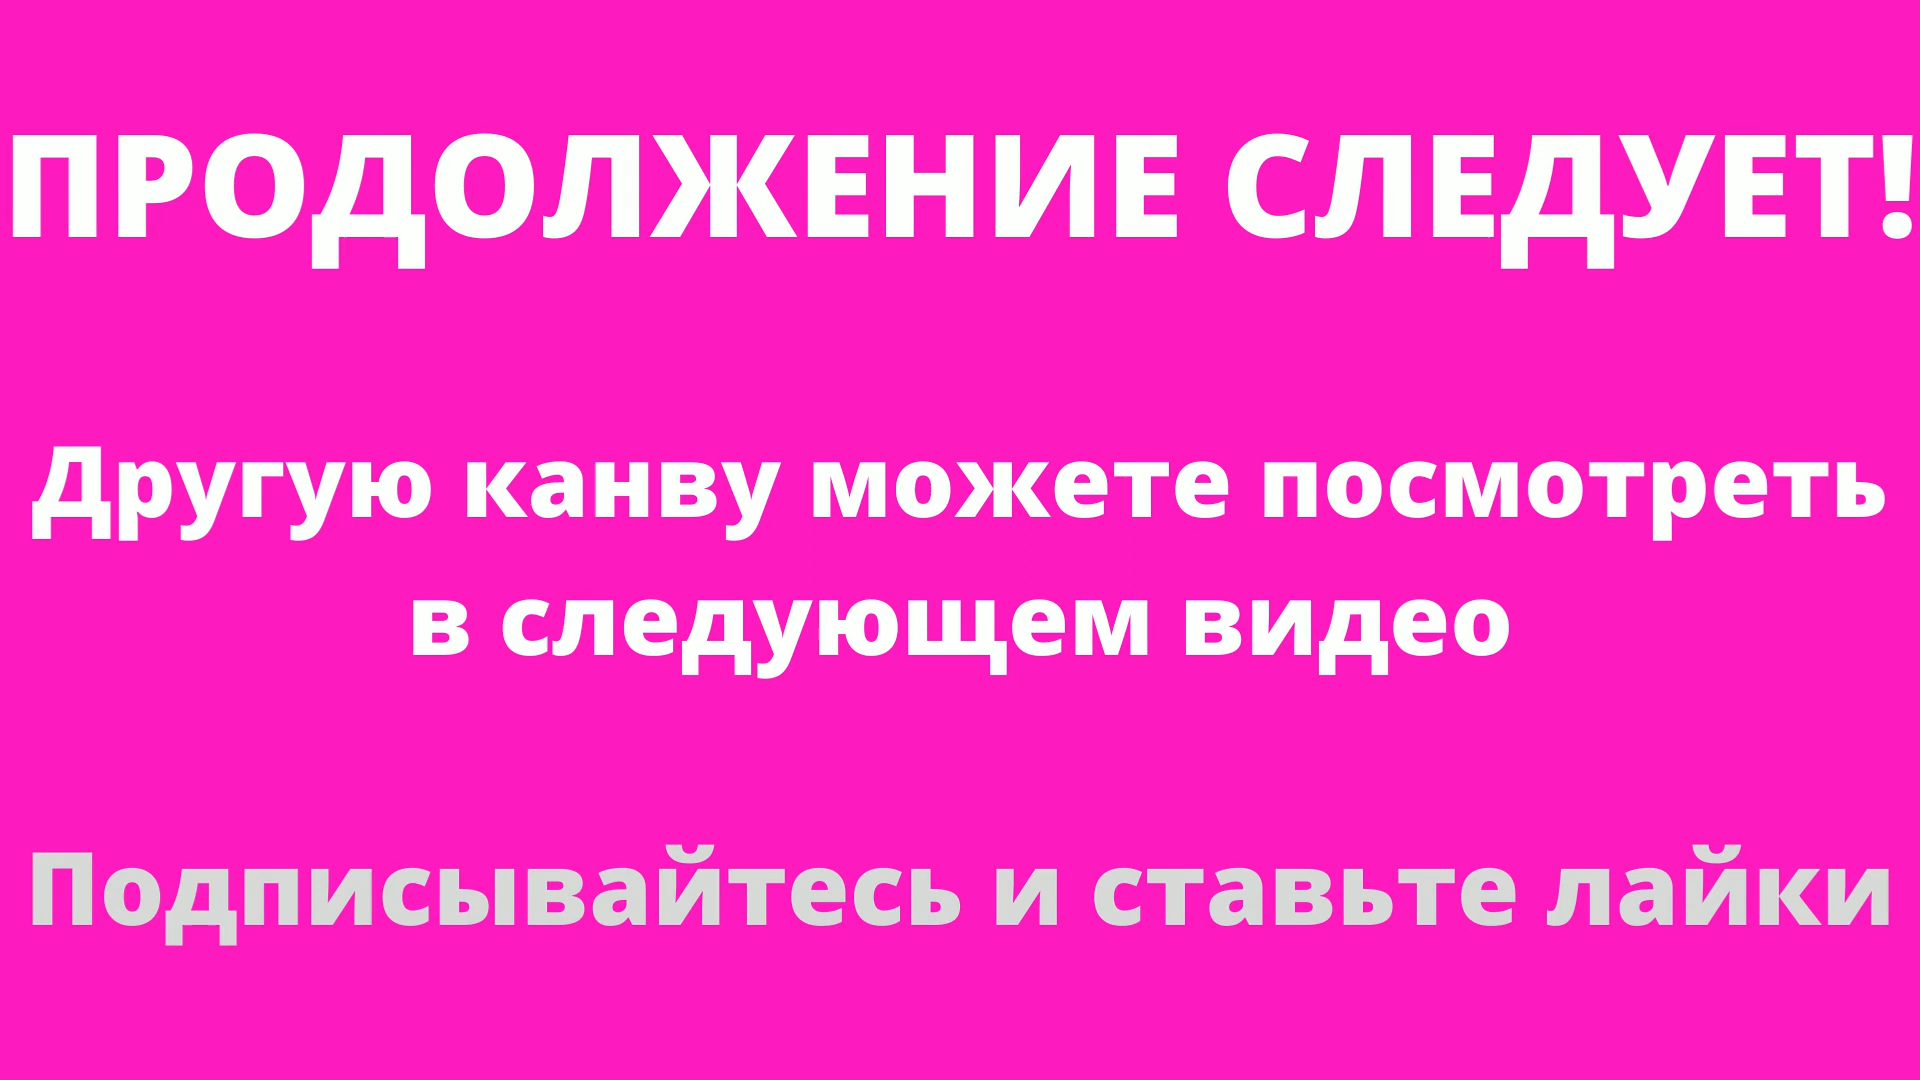 ПРОДОЛЖЕНИЕ СЛЕДУЕТ!
Другую канву можете посмотреть
в следующем видео
Подписывайтесь и ставьте лайки